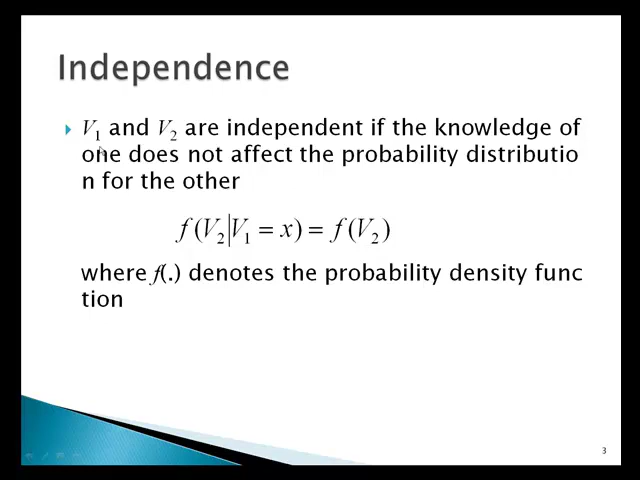 Independence
V1 and V2 are independent if the knowledge of
one does not affect the probability distributio
n for the other
f(V2|V1 = x) = f(V2)
where f(.) denotes the probability density func
tion
3